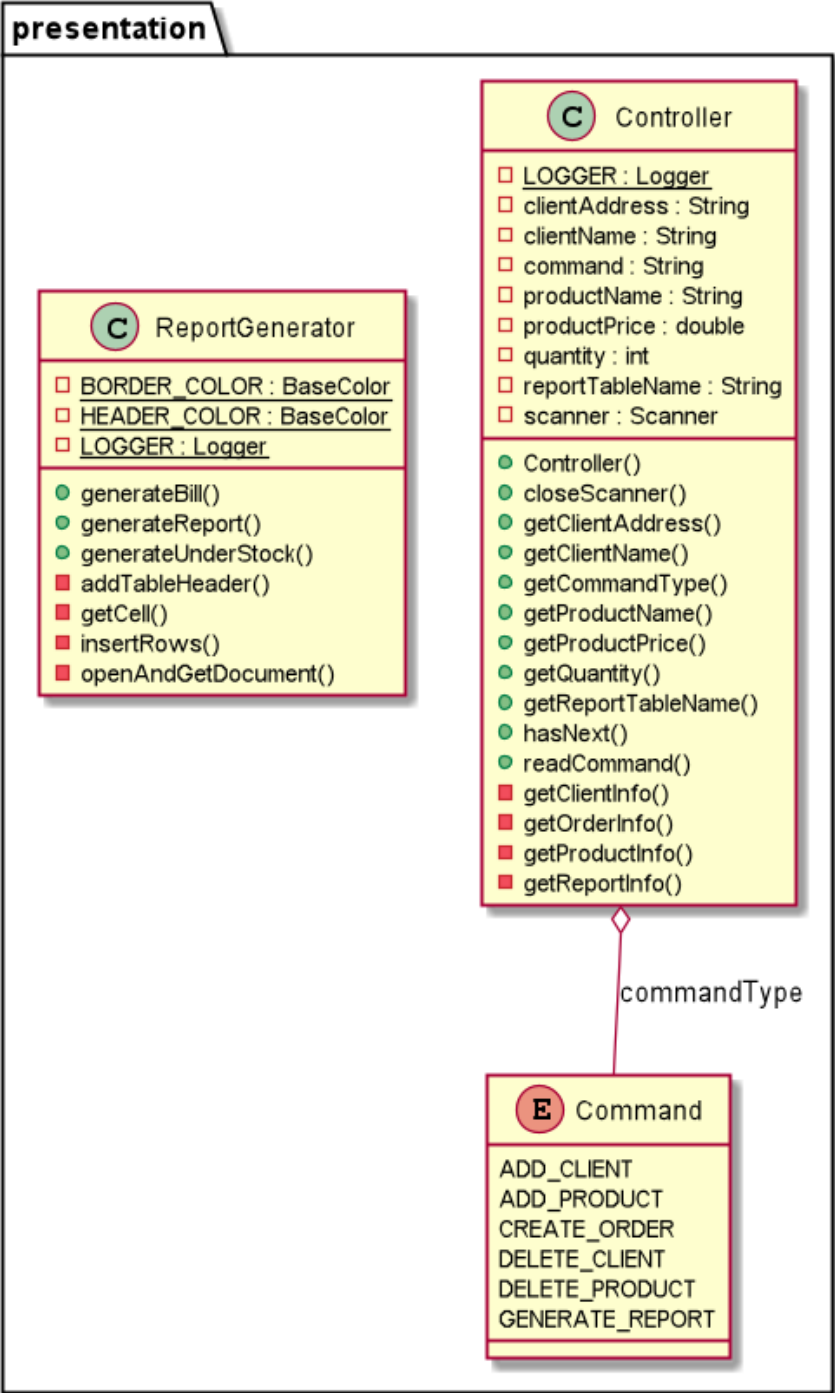 presentation
C Controller
LOGGER : Logger
clientAddress : String
clientName : String
command : String
productName : String
productPrice : double
quantity : int
reportTableName : String
scanner : Scanner
Controller()
closeScanner()
getClientAddress()
getClientName()
getCommandType()
getProductName()
getProductPrice()
getQuantity()
getReportTableName()
hasNext()
readCommand()
getClientInfo()
getOrderInfo()
getProductInfo()
getReportInfo()
C ReportGenerator
BORDER_COLOR : BaseColor
HEADER_COLOR : BaseColor
LOGGER : Logger
generateBill()
generateReport()
generateUnderStock()
addTableHeader()
getCell()
insertRows()
openAndGetDocument()
commandType
E Command
ADD_CLIENT
ADD_PRODUCT
CREATE_ORDER
DELETE_CLIENT
DELETE_PRODUCT
GENERATE_REPORT